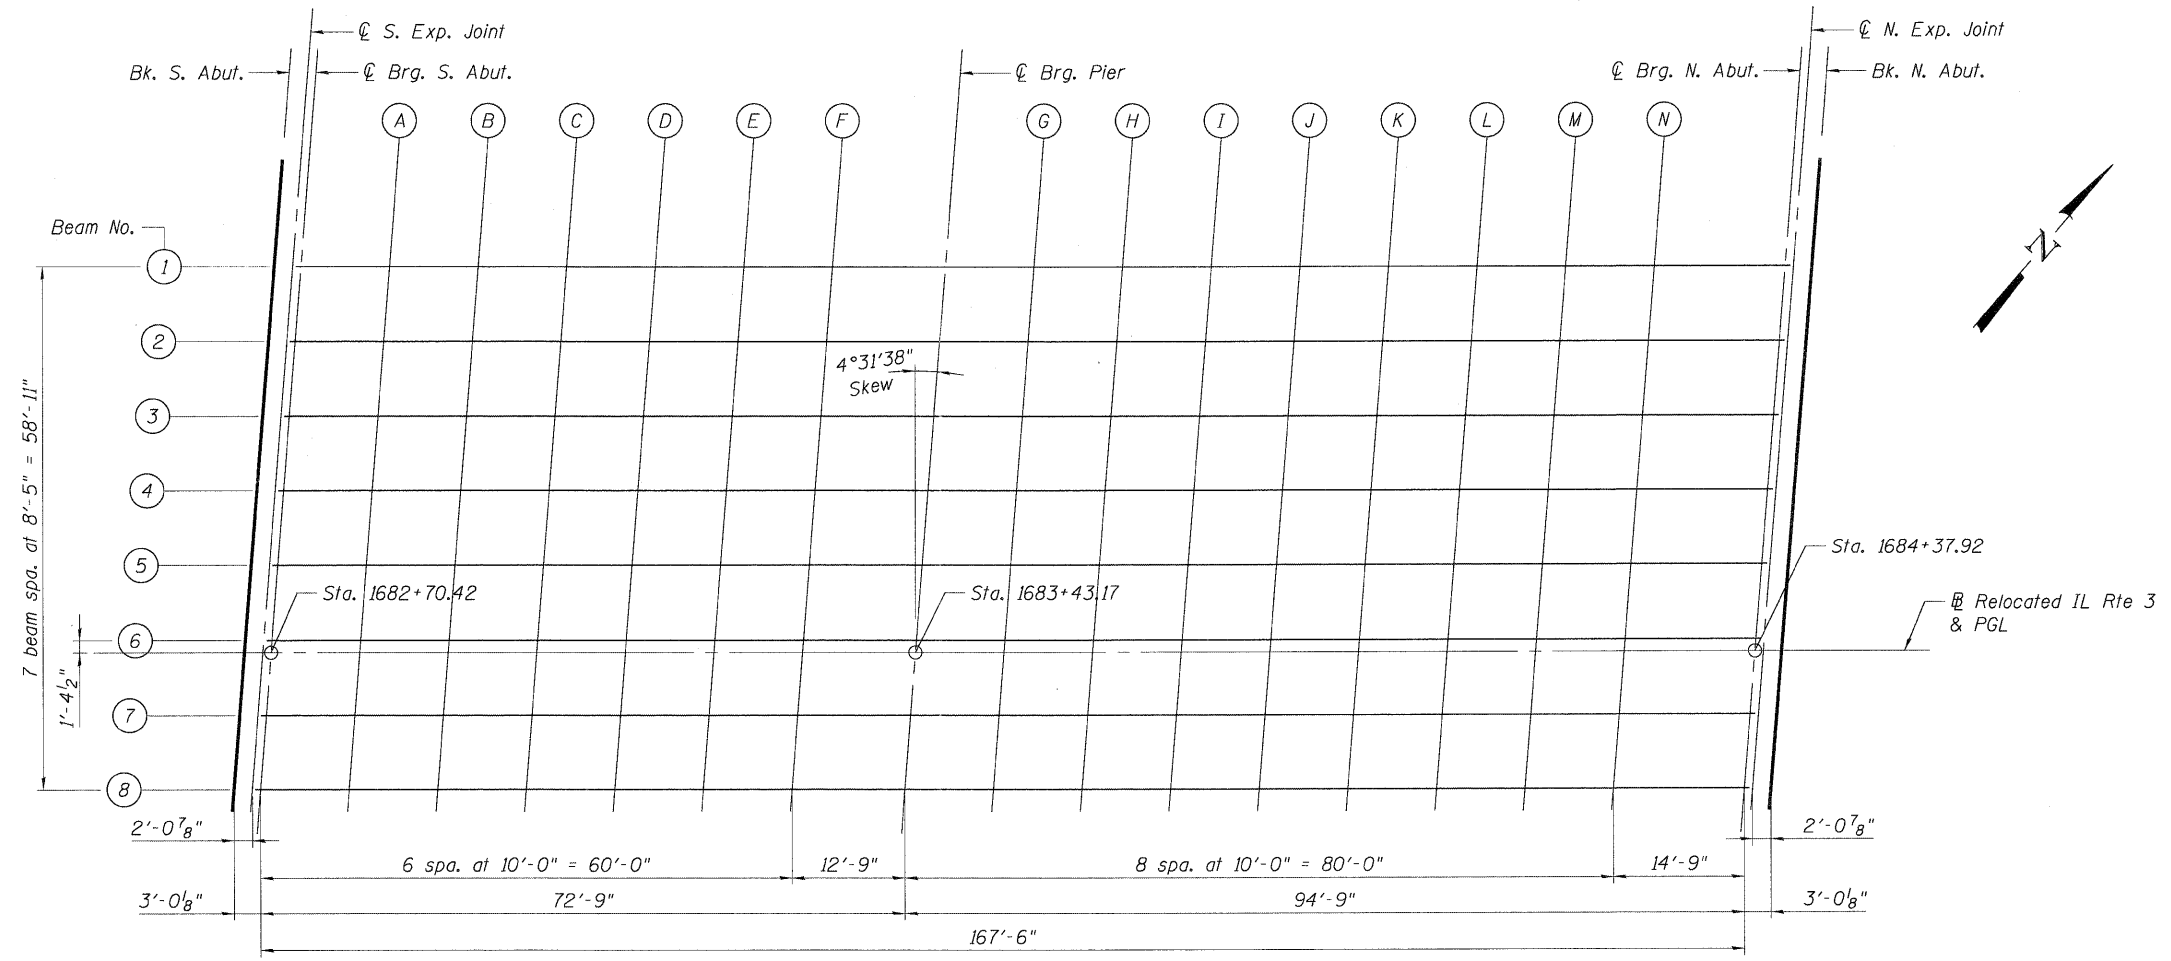 ℄ S. Exp. Joint
℄ N. Exp. Joint
Bk. S. Abut.
℄ Brg. S. Abut.
℄ Brg. Pier
℄ Brg. N. Abut.
Bk. N. Abut.
A B C D E F G H I J K L M N
Beam No.
1
2
3
4
5
6
7
8
N
4°31'38"
Skew
7 beam spa. at 8'-5" = 58'-11"
1'-4½"
Sta. 1682+70.42
Sta. 1683+43.17
Sta. 1684+37.92
℄ Relocated IL Rte 3
& PGL
2'-0⅞"
2'-0⅞"
6 spa. at 10'-0" = 60'-0"
12'-9"
8 spa. at 10'-0" = 80'-0"
14'-9"
3'-0⅛"
72'-9"
94'-9"
3'-0⅛"
167'-6"